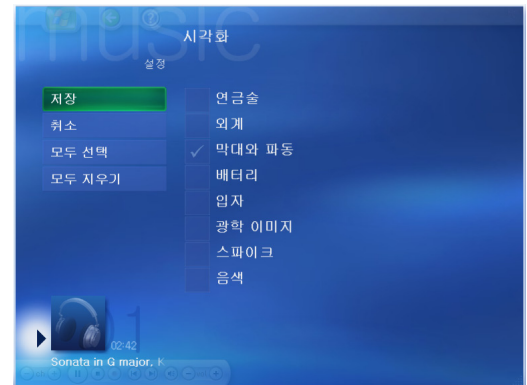 music
시각화
설정
저장
취소
모두 선택
모두 지우기
연금술
외계
막대와 파동
배터리
입자
광학 이미지
스파이크
음색
01
02:42
Sonata in G major, K